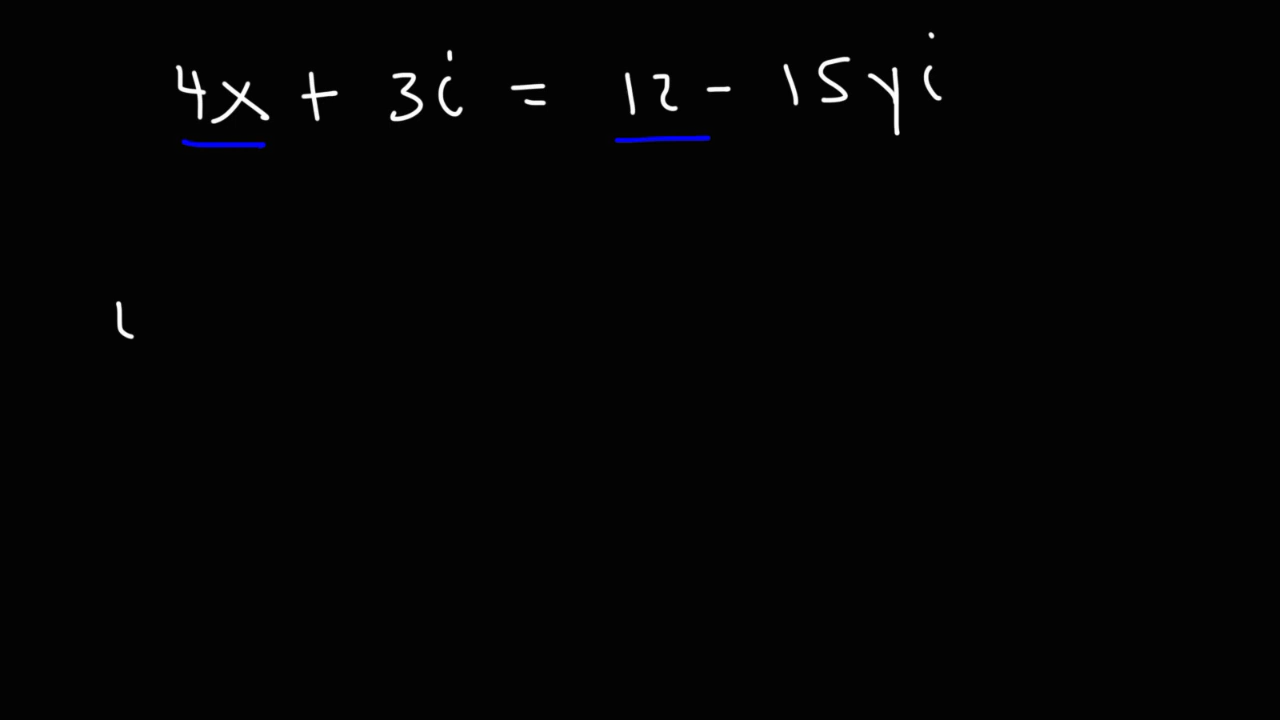 4x + 3i = 12 - 15yi